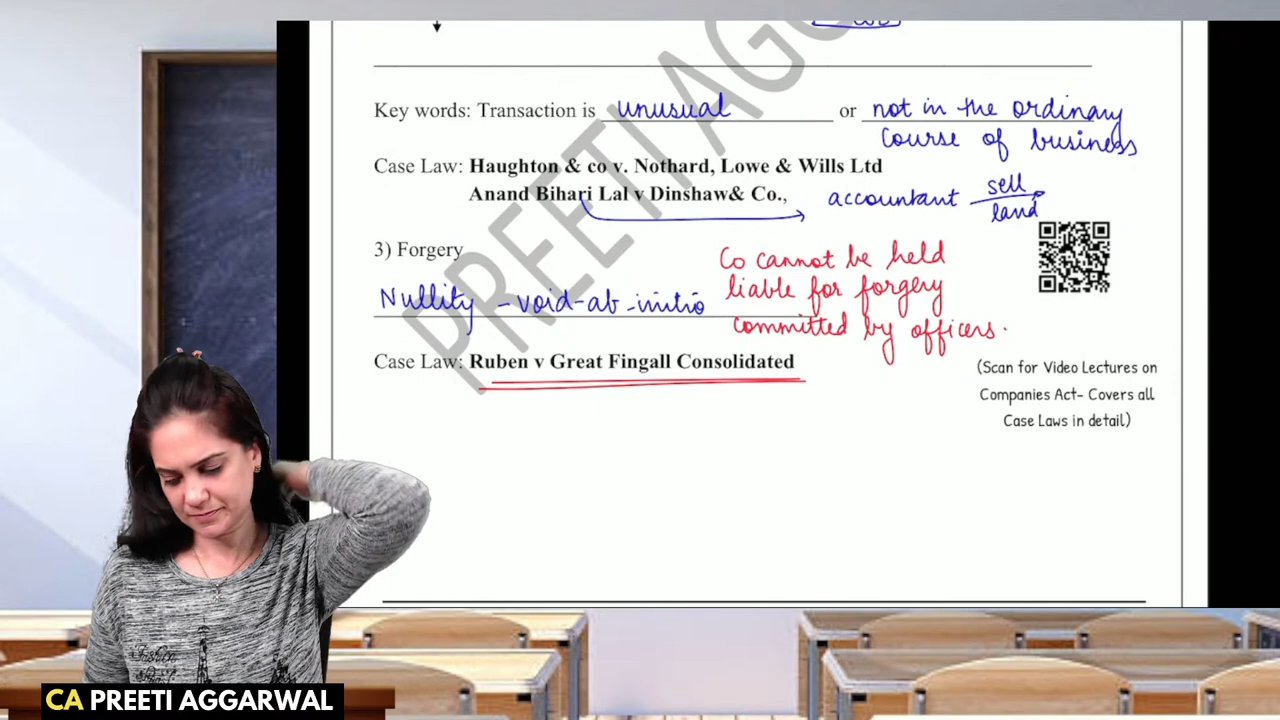 Key words: Transaction is unusual or not in the ordinary
course of business
Case Law: Haughton & co v. Nothard, Lowe & Wills Ltd
Anand Bihari Lal v Dinshaw& Co., accountant sell
land
3) Forgery
Co cannot be held
liable for forgery
committed by officers.
Nullity - void-ab-initio
Case Law: Ruben v Great Fingall Consolidated
(Scan for Video Lectures on
Companies Act- Covers all
Case Laws in detail)
PREETI AGG
CA PREETI AGGARWAL